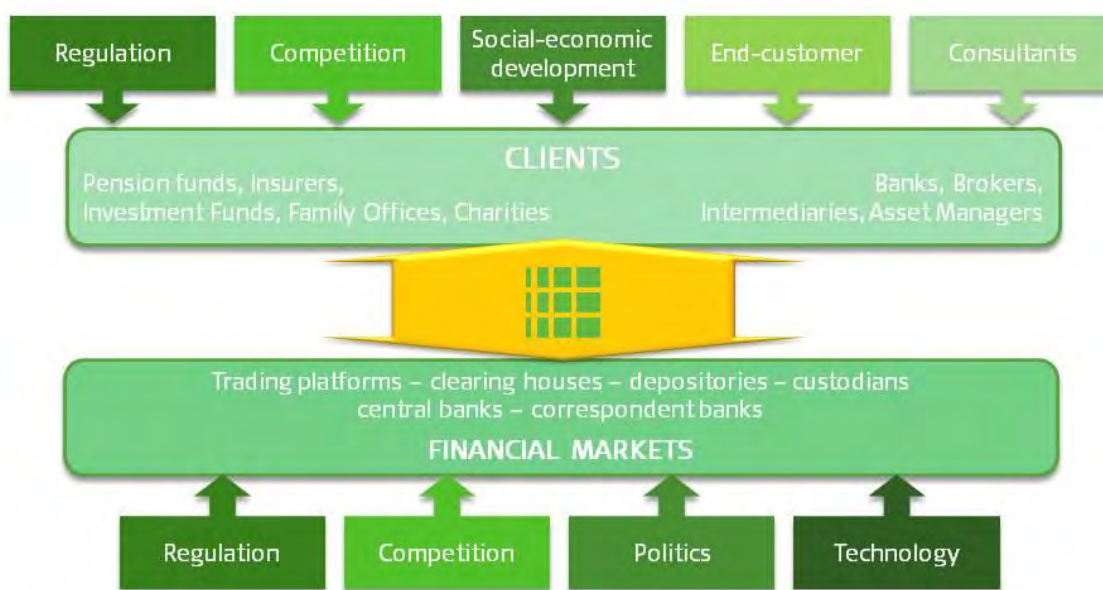 Regulation
Competition
Social-economic
development
End-customer
Consultants
CLIENTS
Pension funds, Insurers,
Investment Funds, Family Offices, Charities
Banks, Brokers,
Intermediaries, Asset Managers
Trading platforms – clearing houses – depositories – custodians
central banks – correspondent banks
FINANCIAL MARKETS
Regulation
Competition
Politics
Technology